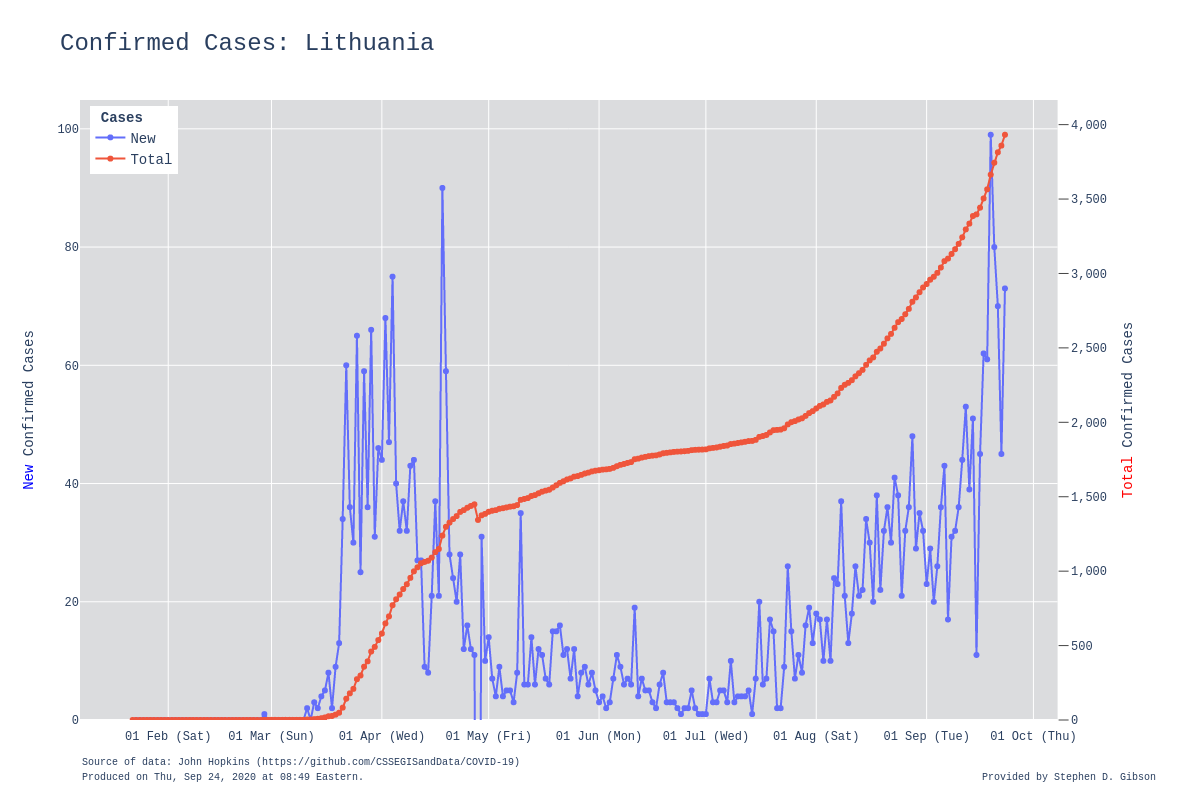 Confirmed Cases: Lithuania
Cases
New
Total
100
80
60
40
20
0
4,000
3,500
3,000
2,500
2,000
1,500
1,000
500
0
New Confirmed Cases
Total Confirmed Cases
01 Feb (Sat) 01 Mar (Sun) 01 Apr (Wed) 01 May (Fri) 01 Jun (Mon) 01 Jul (Wed) 01 Aug (Sat) 01 Sep (Tue) 01 Oct (Thu)
Source of data: John Hopkins (https://github.com/CSSEGISandData/COVID-19)
Produced on Thu, Sep 24, 2020 at 08:49 Eastern.
Provided by Stephen D. Gibson